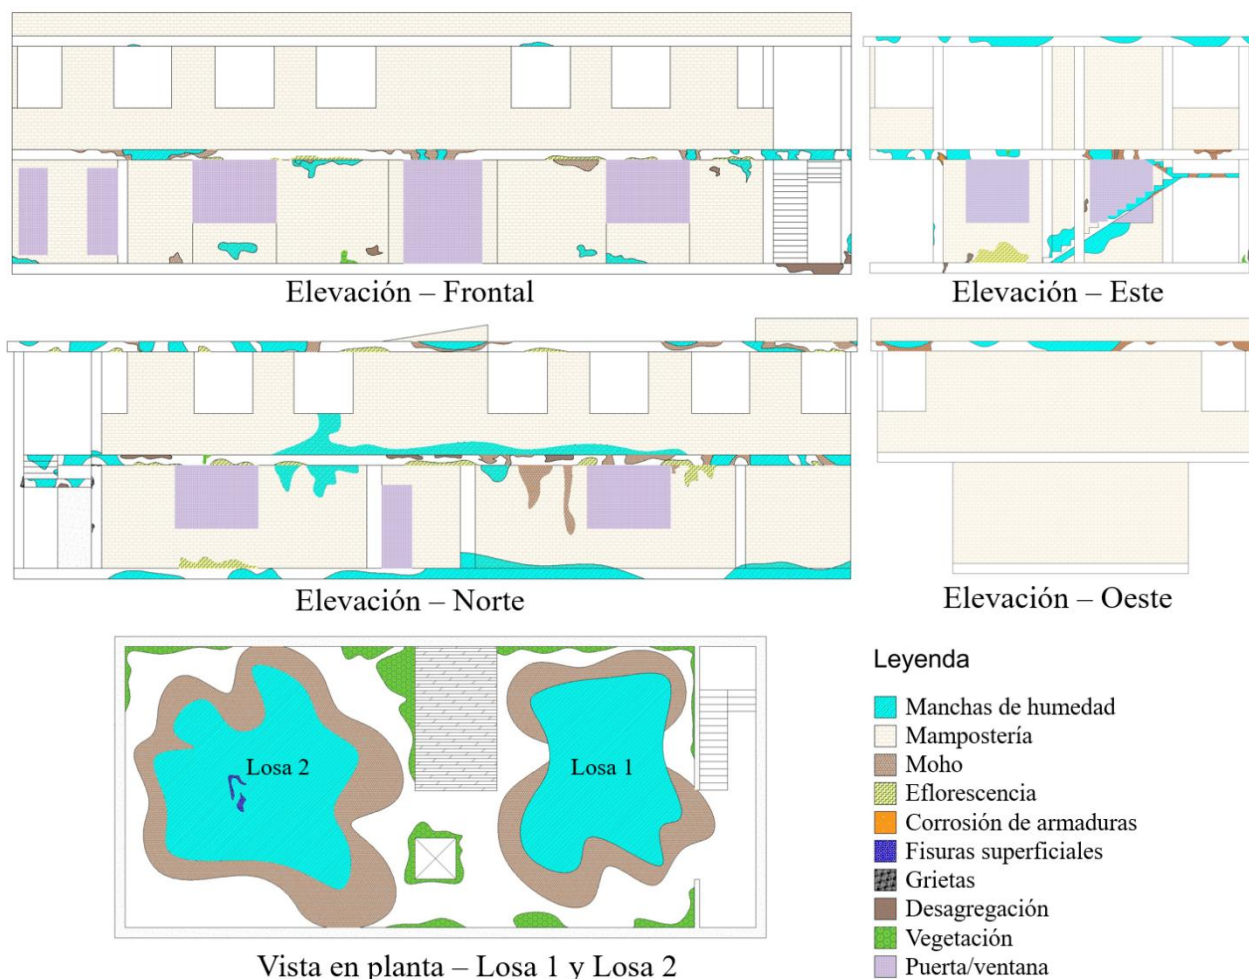 Elevación – Frontal
Elevación – Este
Elevación – Norte
Elevación – Oeste
Losa 2
Losa 1
Vista en planta – Losa 1 y Losa 2
Leyenda
Manchas de humedad
Mampostería
Moho
Eflorescencia
Corrosión de armaduras
Fisuras superficiales
Grietas
Desagregación
Vegetación
Puerta/ventana